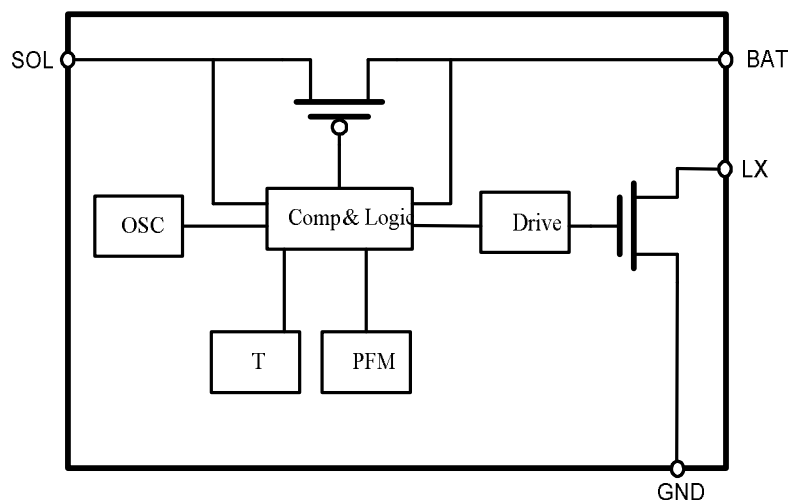 SOL
BAT
LX
OSC
Comp& Logic
Drive
T
PFM
GND